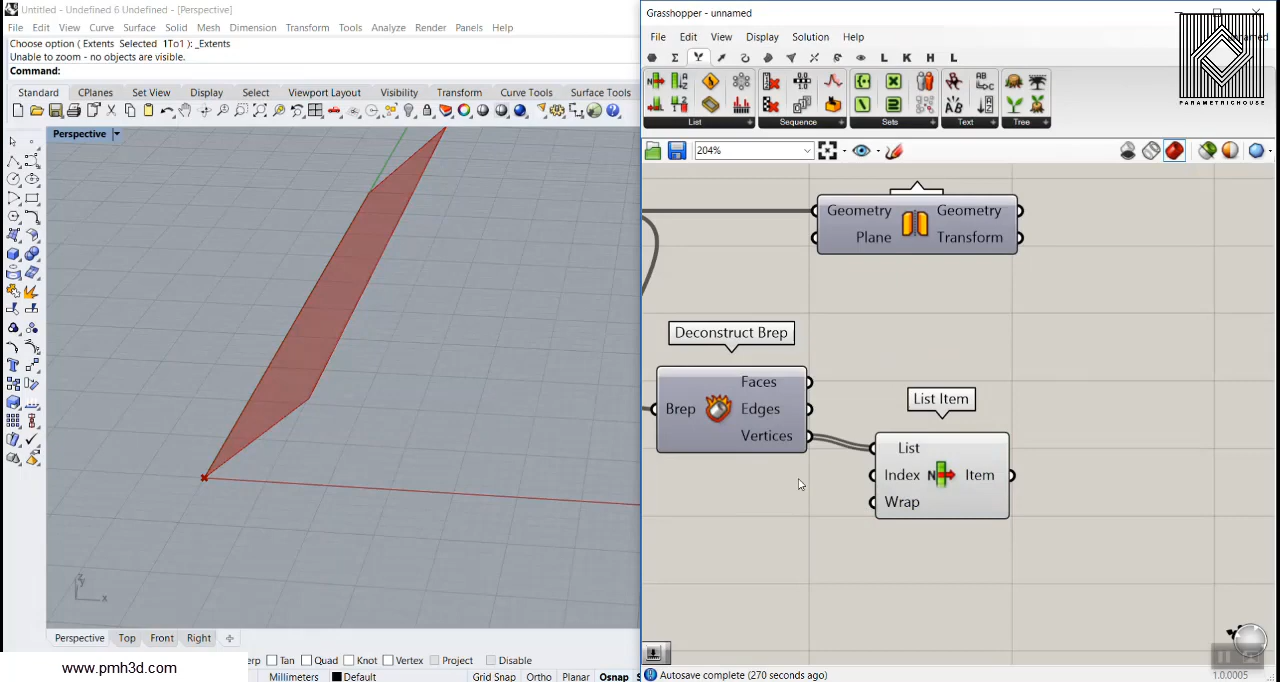 Untitled - Undefined 6 Undefined - [Perspective]
File Edit View Curve Surface Solid Mesh Dimension Transform Tools Analyze Render Panels Help
Choose option ( Extents Selected 1To1 ): _Extents
Unable to zoom - no objects are visible.
Command:
Standard CPlanes Set View Display Select Viewport Layout Visibility Transform Curve Tools Surface Tools
Perspective
z
x
Perspective Top Front Right
Tan Quad Knot Vertex Project Disable
www.pmh3d.com
Millimeters Default Grid Snap Ortho Planar Osnap
Grasshopper - unnamed
unnamed
File Edit View Display Solution Help
L K H L
List Sequence Sets Text Tree
PARAMETRICHOUSE
204%
Geometry Geometry
Plane Transform
Deconstruct Brep
Faces
Brep Edges
Vertices
List Item
List
Index N Item
Wrap
Autosave complete (270 seconds ago)
1.0.0005